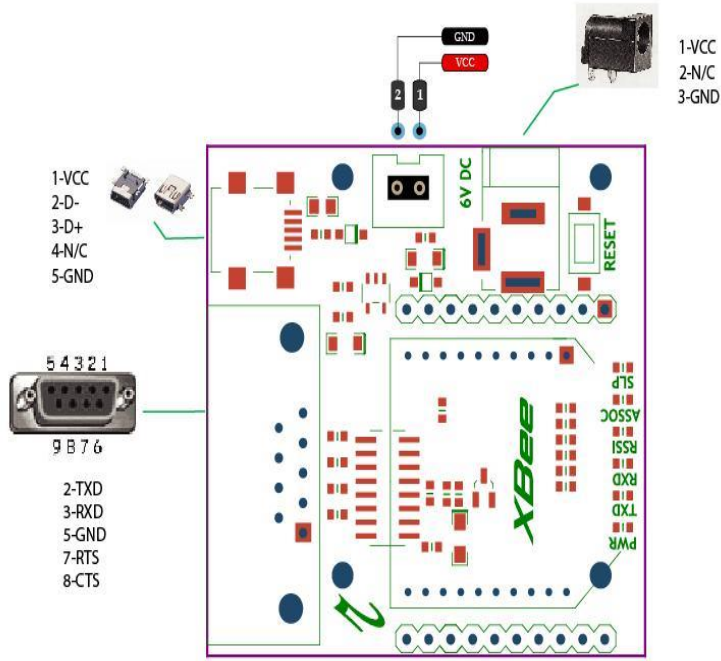 GND
VCC
2 1
1-VCC
2-N/C
3-GND
1-VCC
2-D-
3-D+
4-N/C
5-GND
6V DC
RESET
5 4 3 2 1
9 8 7 6
2-TXD
3-RXD
5-GND
7-RTS
8-CTS
XBee
SLP
ASSOC
RSSI
RXD
TXD
PWR